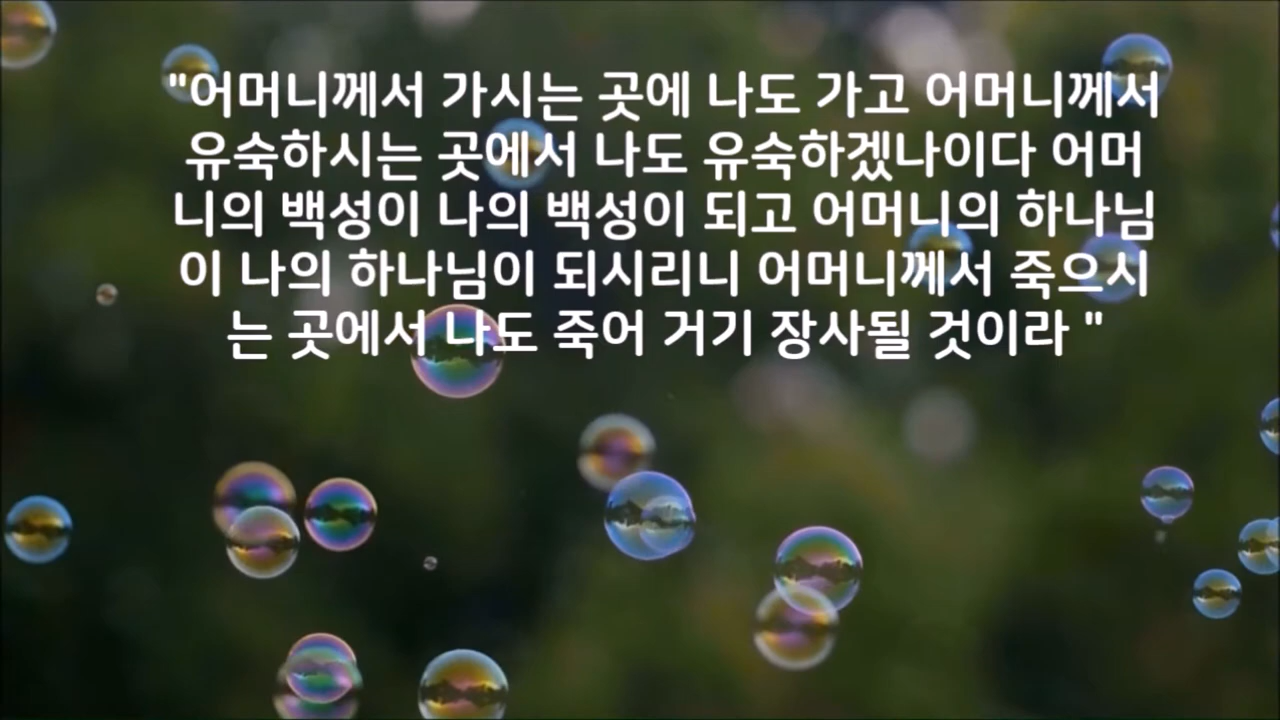 "어머니께서 가시는 곳에 나도 가고 어머니께서
유숙하시는 곳에서 나도 유숙하겠나이다 어머
니의 백성이 나의 백성이 되고 어머니의 하나님
이 나의 하나님이 되시리니 어머니께서 죽으시
는 곳에서 나도 죽어 거기 장사될 것이라 "